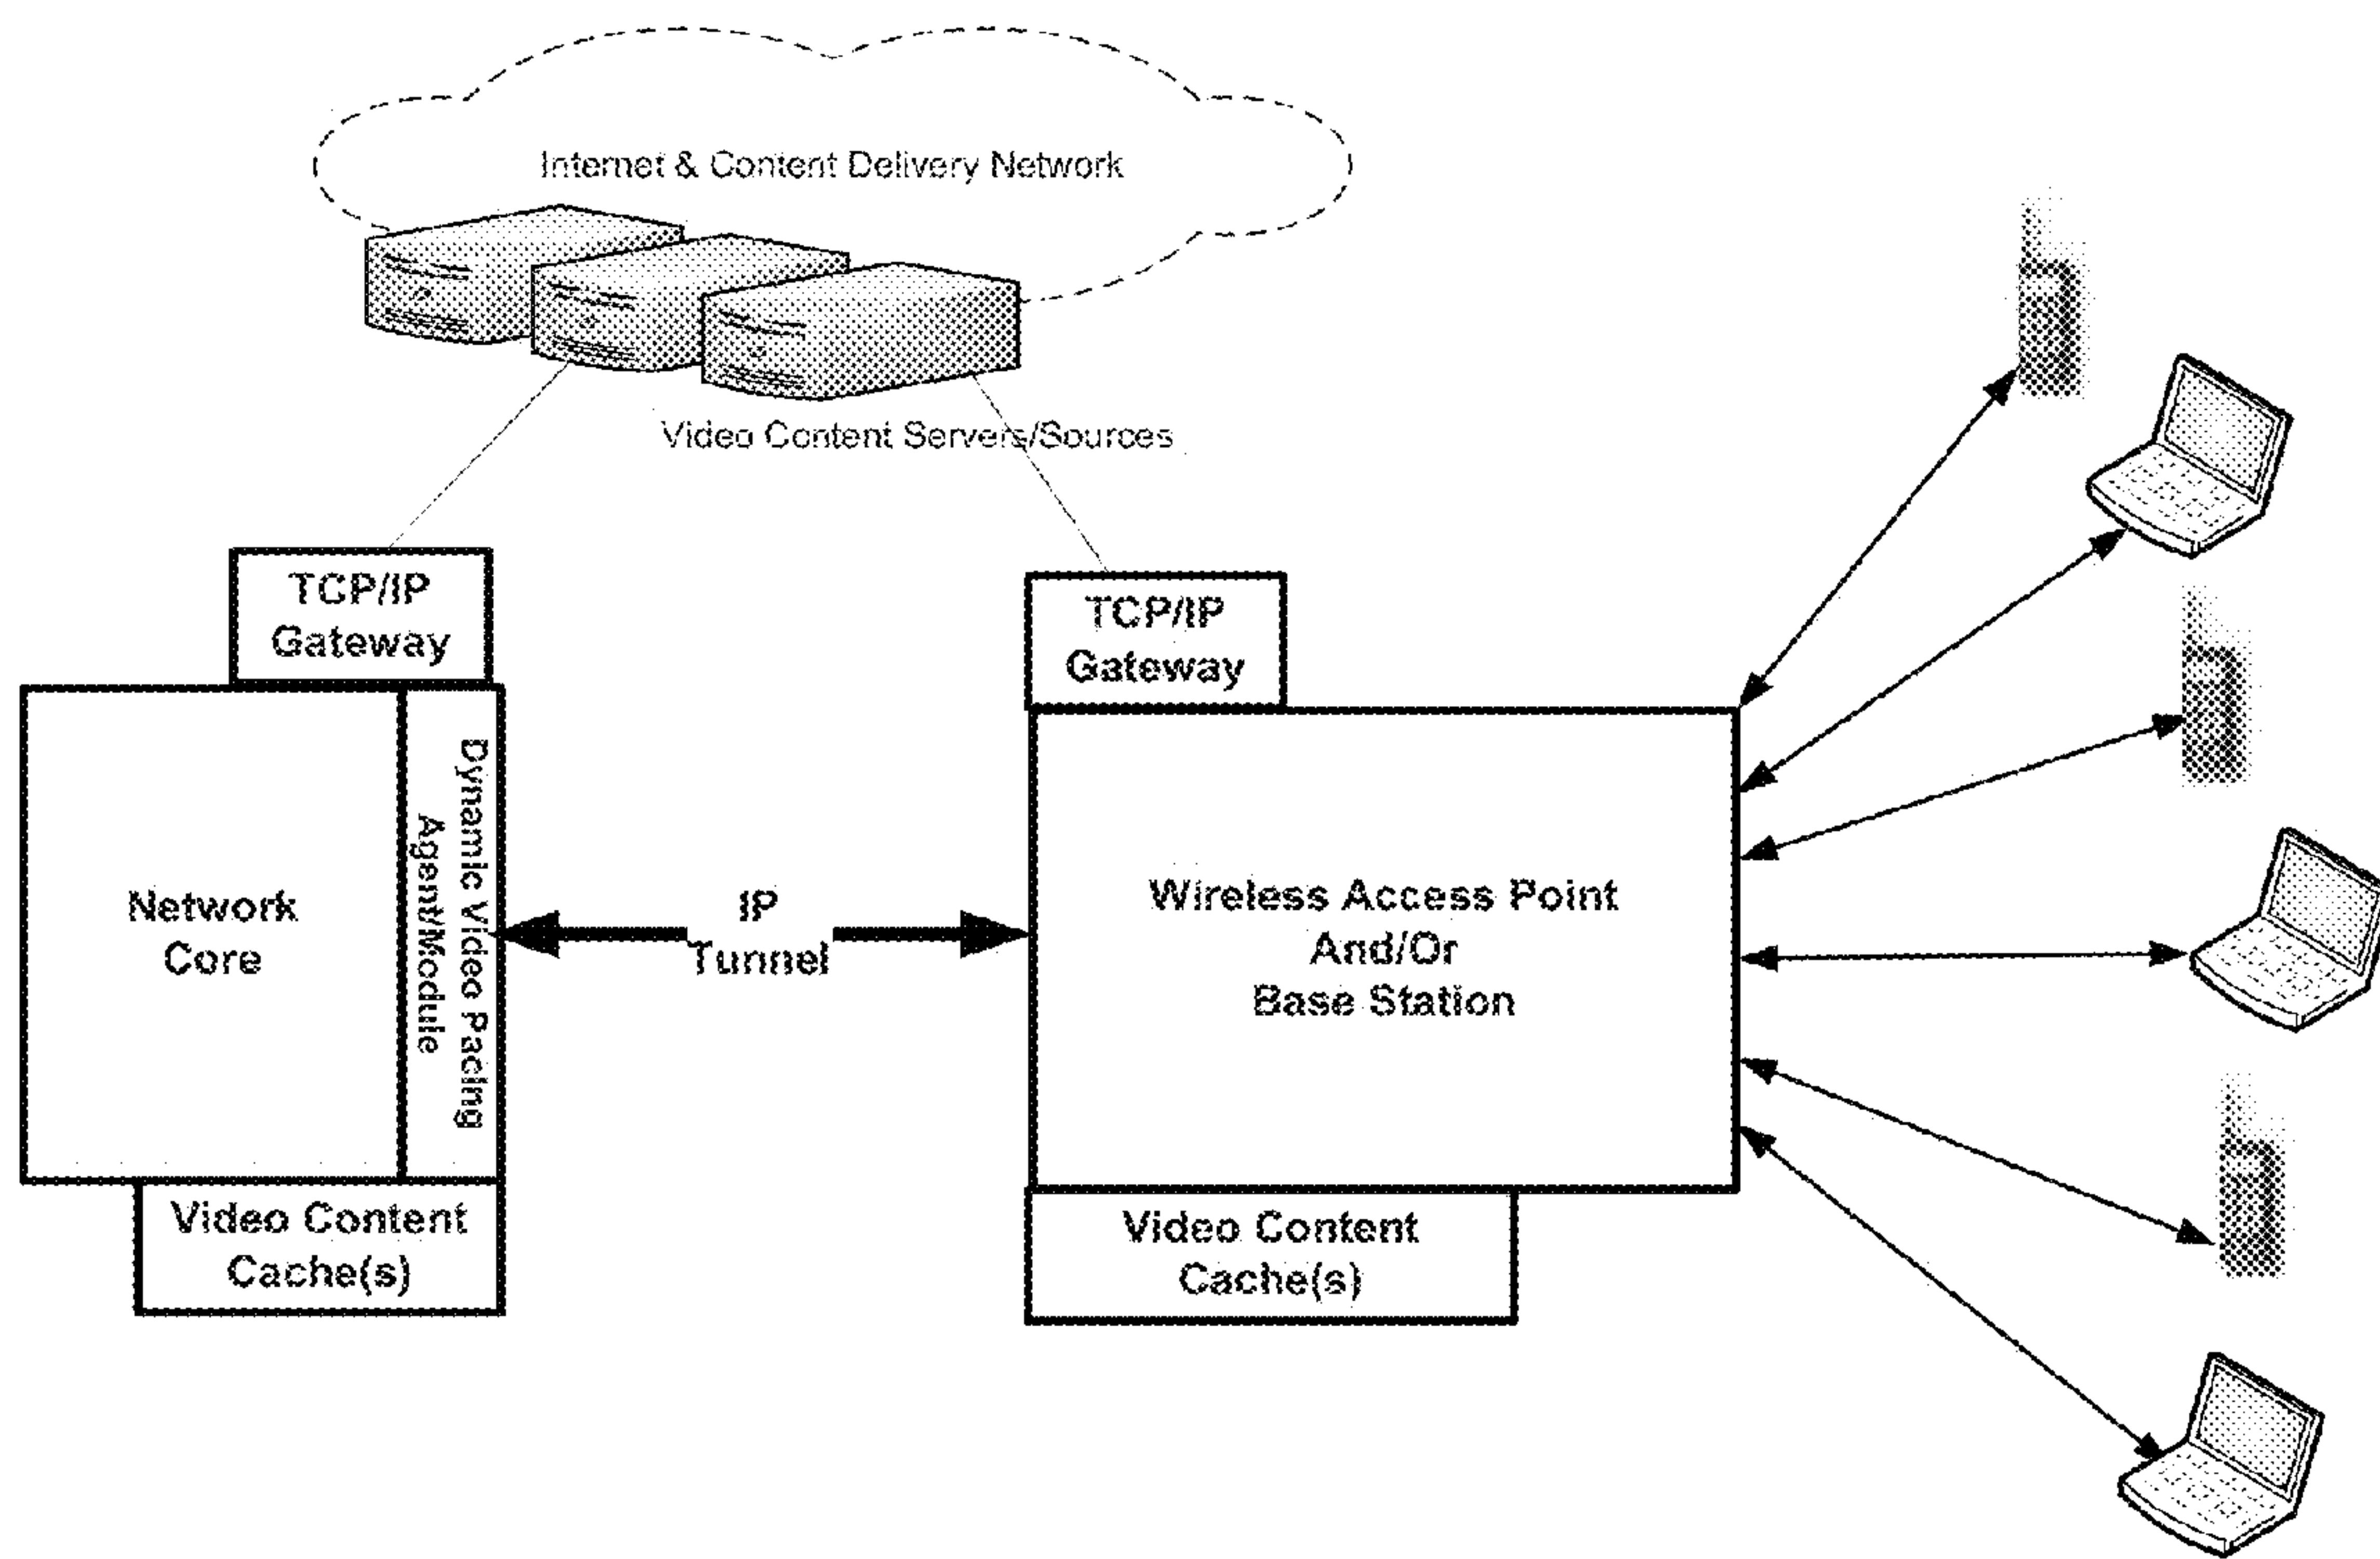 Internet & Content Delivery Network
Video Content Servers/Sources
TCP/IP
Gateway
TCP/IP
Gateway
Network
Core
Dynamic Video Pacing
Agent/Module
IP
Tunnel
Wireless Access Point
And/Or
Base Station
Video Content
Cache(s)
Video Content
Cache(s)